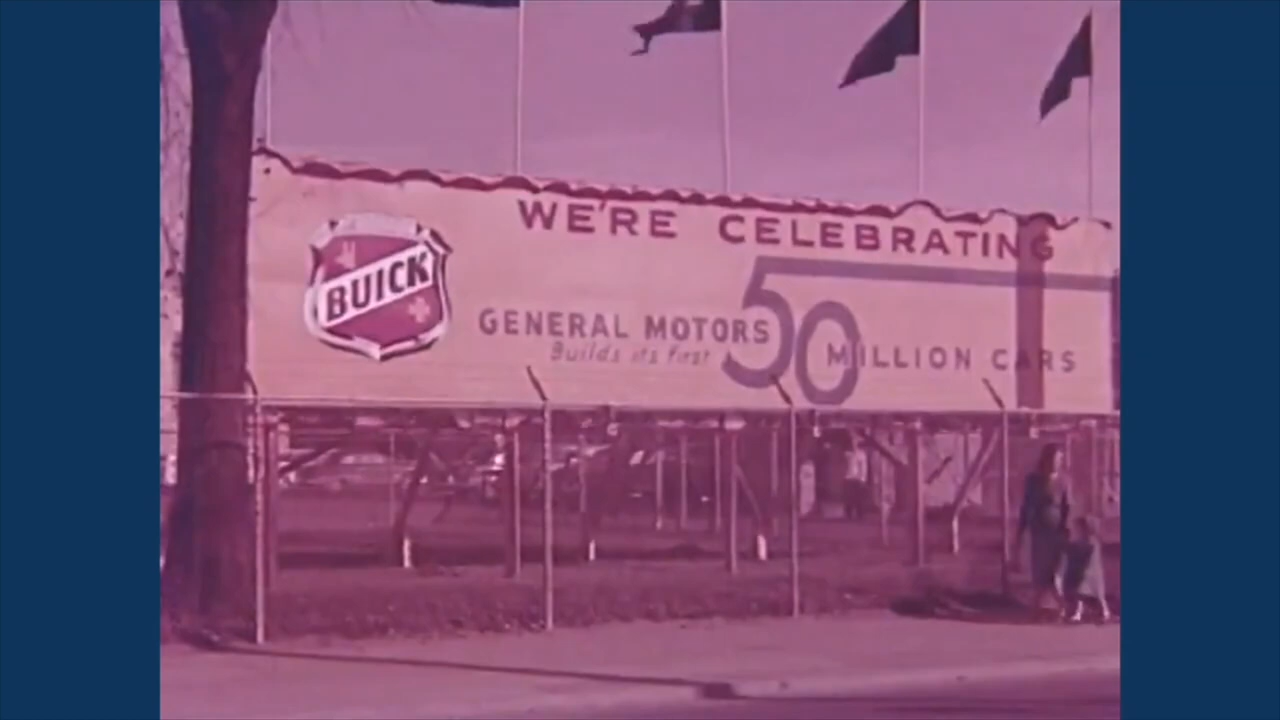 WE'RE CELEBRATING
BUICK
GENERAL MOTORS 50 MILLION CARS
Builds its first